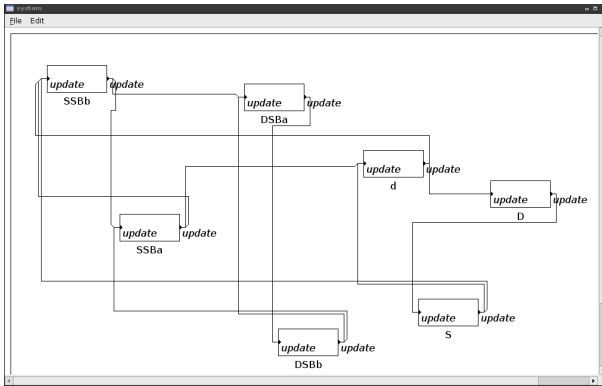 system
File Edit
update update
SSBb
update update
DSBa
update update
d
update update
D
update update
SSBa
update update
S
update update
DSBb